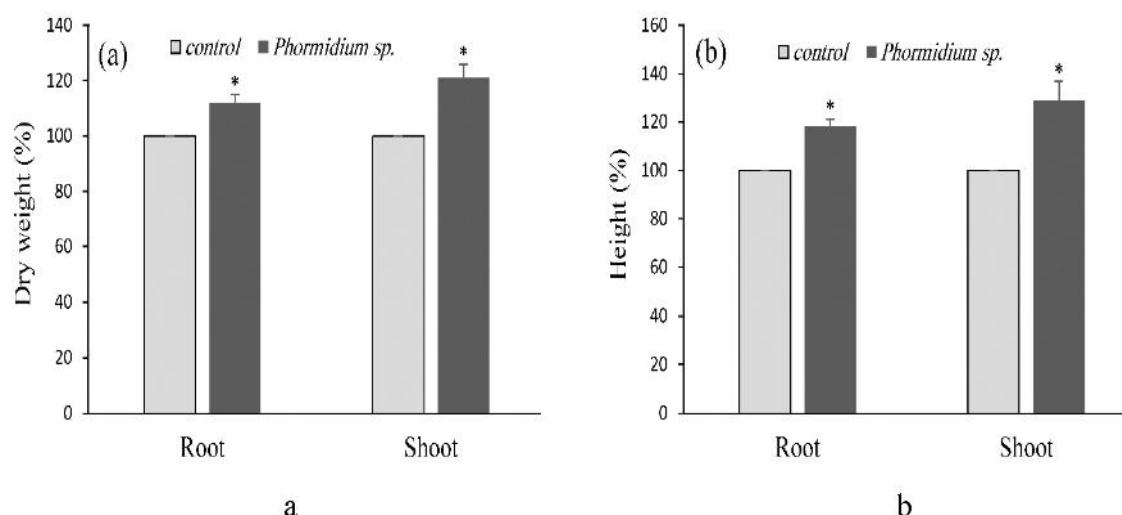 140
120
100
80
60
40
20
0
Dry weight (%)
(a)
control
Phormidium sp.
*
*
Root
Shoot
a
160
140
120
100
80
60
40
20
0
Height (%)
(b)
control
Phormidium sp.
*
*
Root
Shoot
b